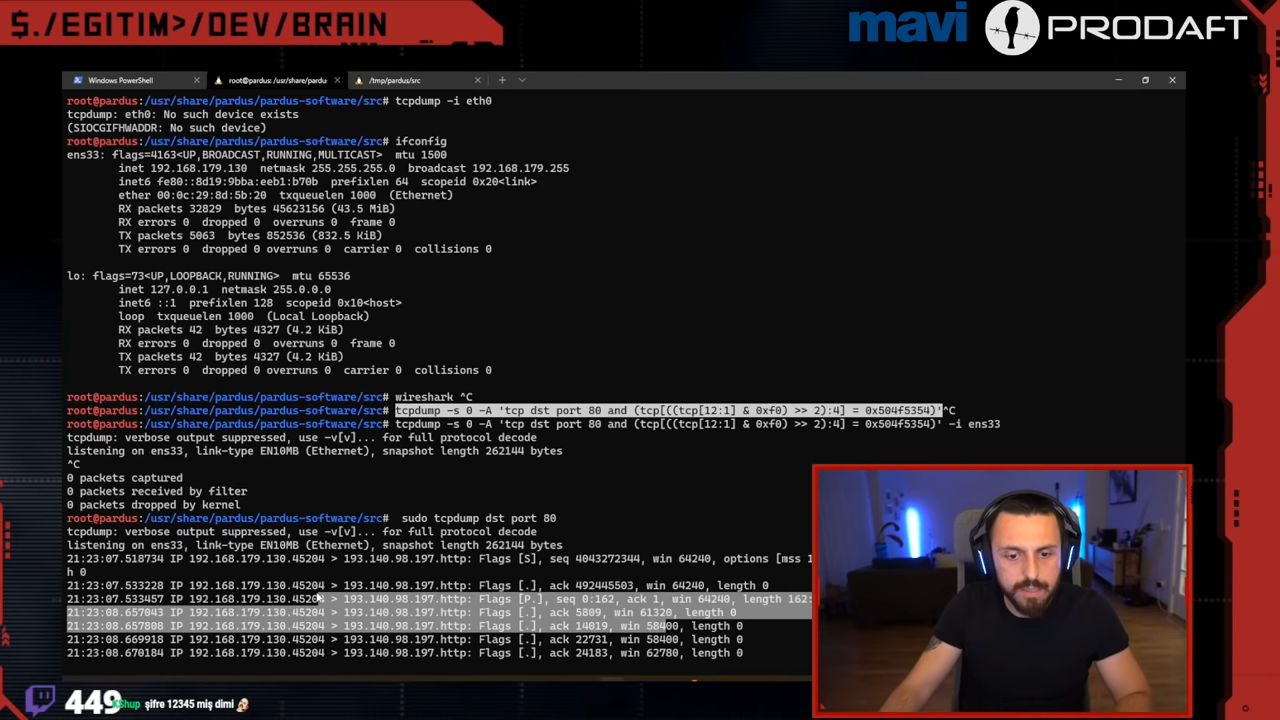 $./EGITIM>/DEV/BRAIN
mavi PRODAFT
Windows PowerShell
root@pardus: /usr/share/pardu
/tmp/pardus/src
root@pardus:/usr/share/pardus/pardus-software/src# tcpdump -i eth0
tcpdump: eth0: No such device exists
(SIOCGIFHWADDR: No such device)
root@pardus:/usr/share/pardus/pardus-software/src# ifconfig
ens33: flags=4163<UP,BROADCAST,RUNNING,MULTICAST> mtu 1500
inet 192.168.179.130 netmask 255.255.255.0 broadcast 192.168.179.255
inet6 fe80::8d19:9bba:eeb1:b70b prefixlen 64 scopeid 0x20<link>
ether 00:0c:29:8d:5b:20 txqueuelen 1000 (Ethernet)
RX packets 32829 bytes 45623156 (43.5 MiB)
RX errors 0 dropped 0 overruns 0 frame 0
TX packets 5063 bytes 852536 (832.5 KiB)
TX errors 0 dropped 0 overruns 0 carrier 0 collisions 0
lo: flags=73<UP,LOOPBACK,RUNNING> mtu 65536
inet 127.0.0.1 netmask 255.0.0.0
inet6 ::1 prefixlen 128 scopeid 0x10<host>
loop txqueuelen 1000 (Local Loopback)
RX packets 42 bytes 4327 (4.2 KiB)
RX errors 0 dropped 0 overruns 0 frame 0
TX packets 42 bytes 4327 (4.2 KiB)
TX errors 0 dropped 0 overruns 0 carrier 0 collisions 0
root@pardus:/usr/share/pardus/pardus-software/src# wireshark ^C
root@pardus:/usr/share/pardus/pardus-software/src# tcpdump -s 0 -A 'tcp dst port 80 and (tcp[((tcp[12:1] & 0xf0) >> 2):4] = 0x504f5354)'^C
root@pardus:/usr/share/pardus/pardus-software/src# tcpdump -s 0 -A 'tcp dst port 80 and (tcp[((tcp[12:1] & 0xf0) >> 2):4] = 0x504f5354)' -i ens33
tcpdump: verbose output suppressed, use -v[v]... for full protocol decode
listening on ens33, link-type EN10MB (Ethernet), snapshot length 262144 bytes
^C
0 packets captured
0 packets received by filter
0 packets dropped by kernel
root@pardus:/usr/share/pardus/pardus-software/src# sudo tcpdump dst port 80
tcpdump: verbose output suppressed, use -v[v]... for full protocol decode
listening on ens33, link-type EN10MB (Ethernet), snapshot length 262144 bytes
21:23:07.518734 IP 192.168.179.130.45204 > 193.140.98.197.http: Flags [S], seq 4043272344, win 64240, options [mss 1
h 0
21:23:07.533228 IP 192.168.179.130.45204 > 193.140.98.197.http: Flags [.], ack 492445503, win 64240, length 0
21:23:07.533457 IP 192.168.179.130.45204 > 193.140.98.197.http: Flags [P.], seq 0:162, ack 1, win 64240, length 162:
21:23:08.657043 IP 192.168.179.130.45204 > 193.140.98.197.http: Flags [.], ack 5809, win 61320, length 0
21:23:08.657808 IP 192.168.179.130.45204 > 193.140.98.197.http: Flags [.], ack 14019, win 58400, length 0
21:23:08.669918 IP 192.168.179.130.45204 > 193.140.98.197.http: Flags [.], ack 22731, win 58400, length 0
21:23:08.670184 IP 192.168.179.130.45204 > 193.140.98.197.http: Flags [.], ack 24183, win 62780, length 0
449 şifre 12345 miş dimi